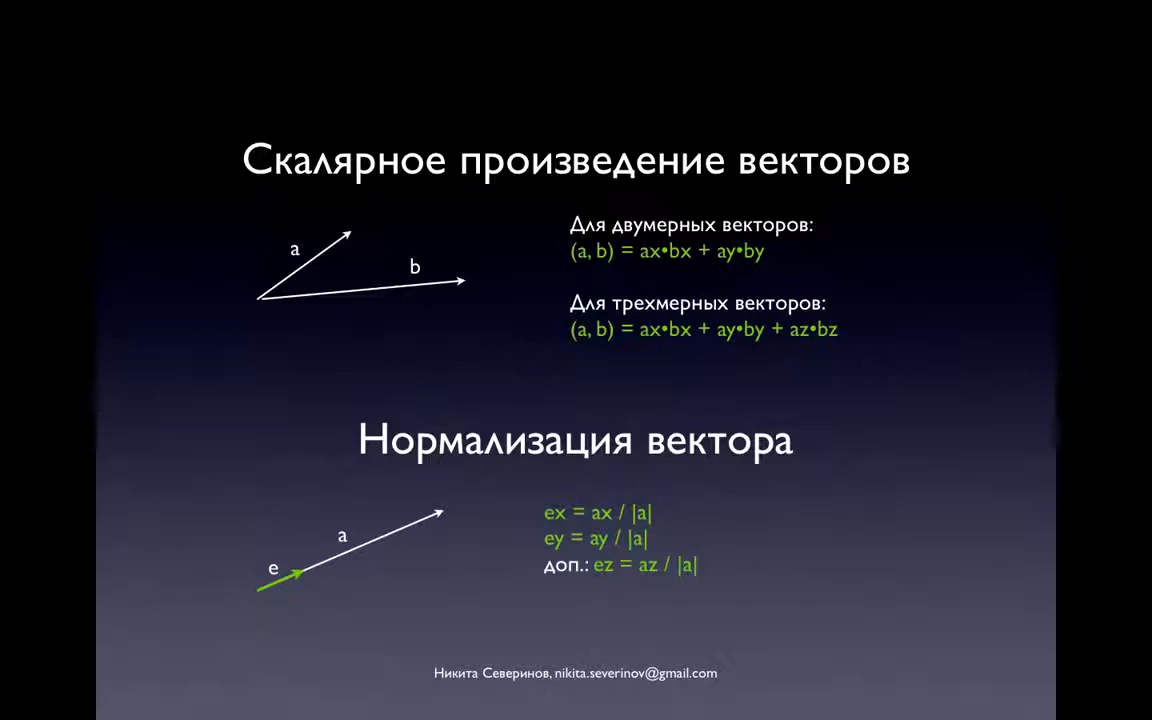 Скалярное произведение векторов
a
b
Для двумерных векторов:
(a, b) = ax•bx + ay•by
Для трехмерных векторов:
(a, b) = ax•bx + ay•by + az•bz
Нормализация вектора
a
e
ex = ax / |a|
ey = ay / |a|
доп.: ez = az / |a|
Никита Северинов, nikita.severinov@gmail.com